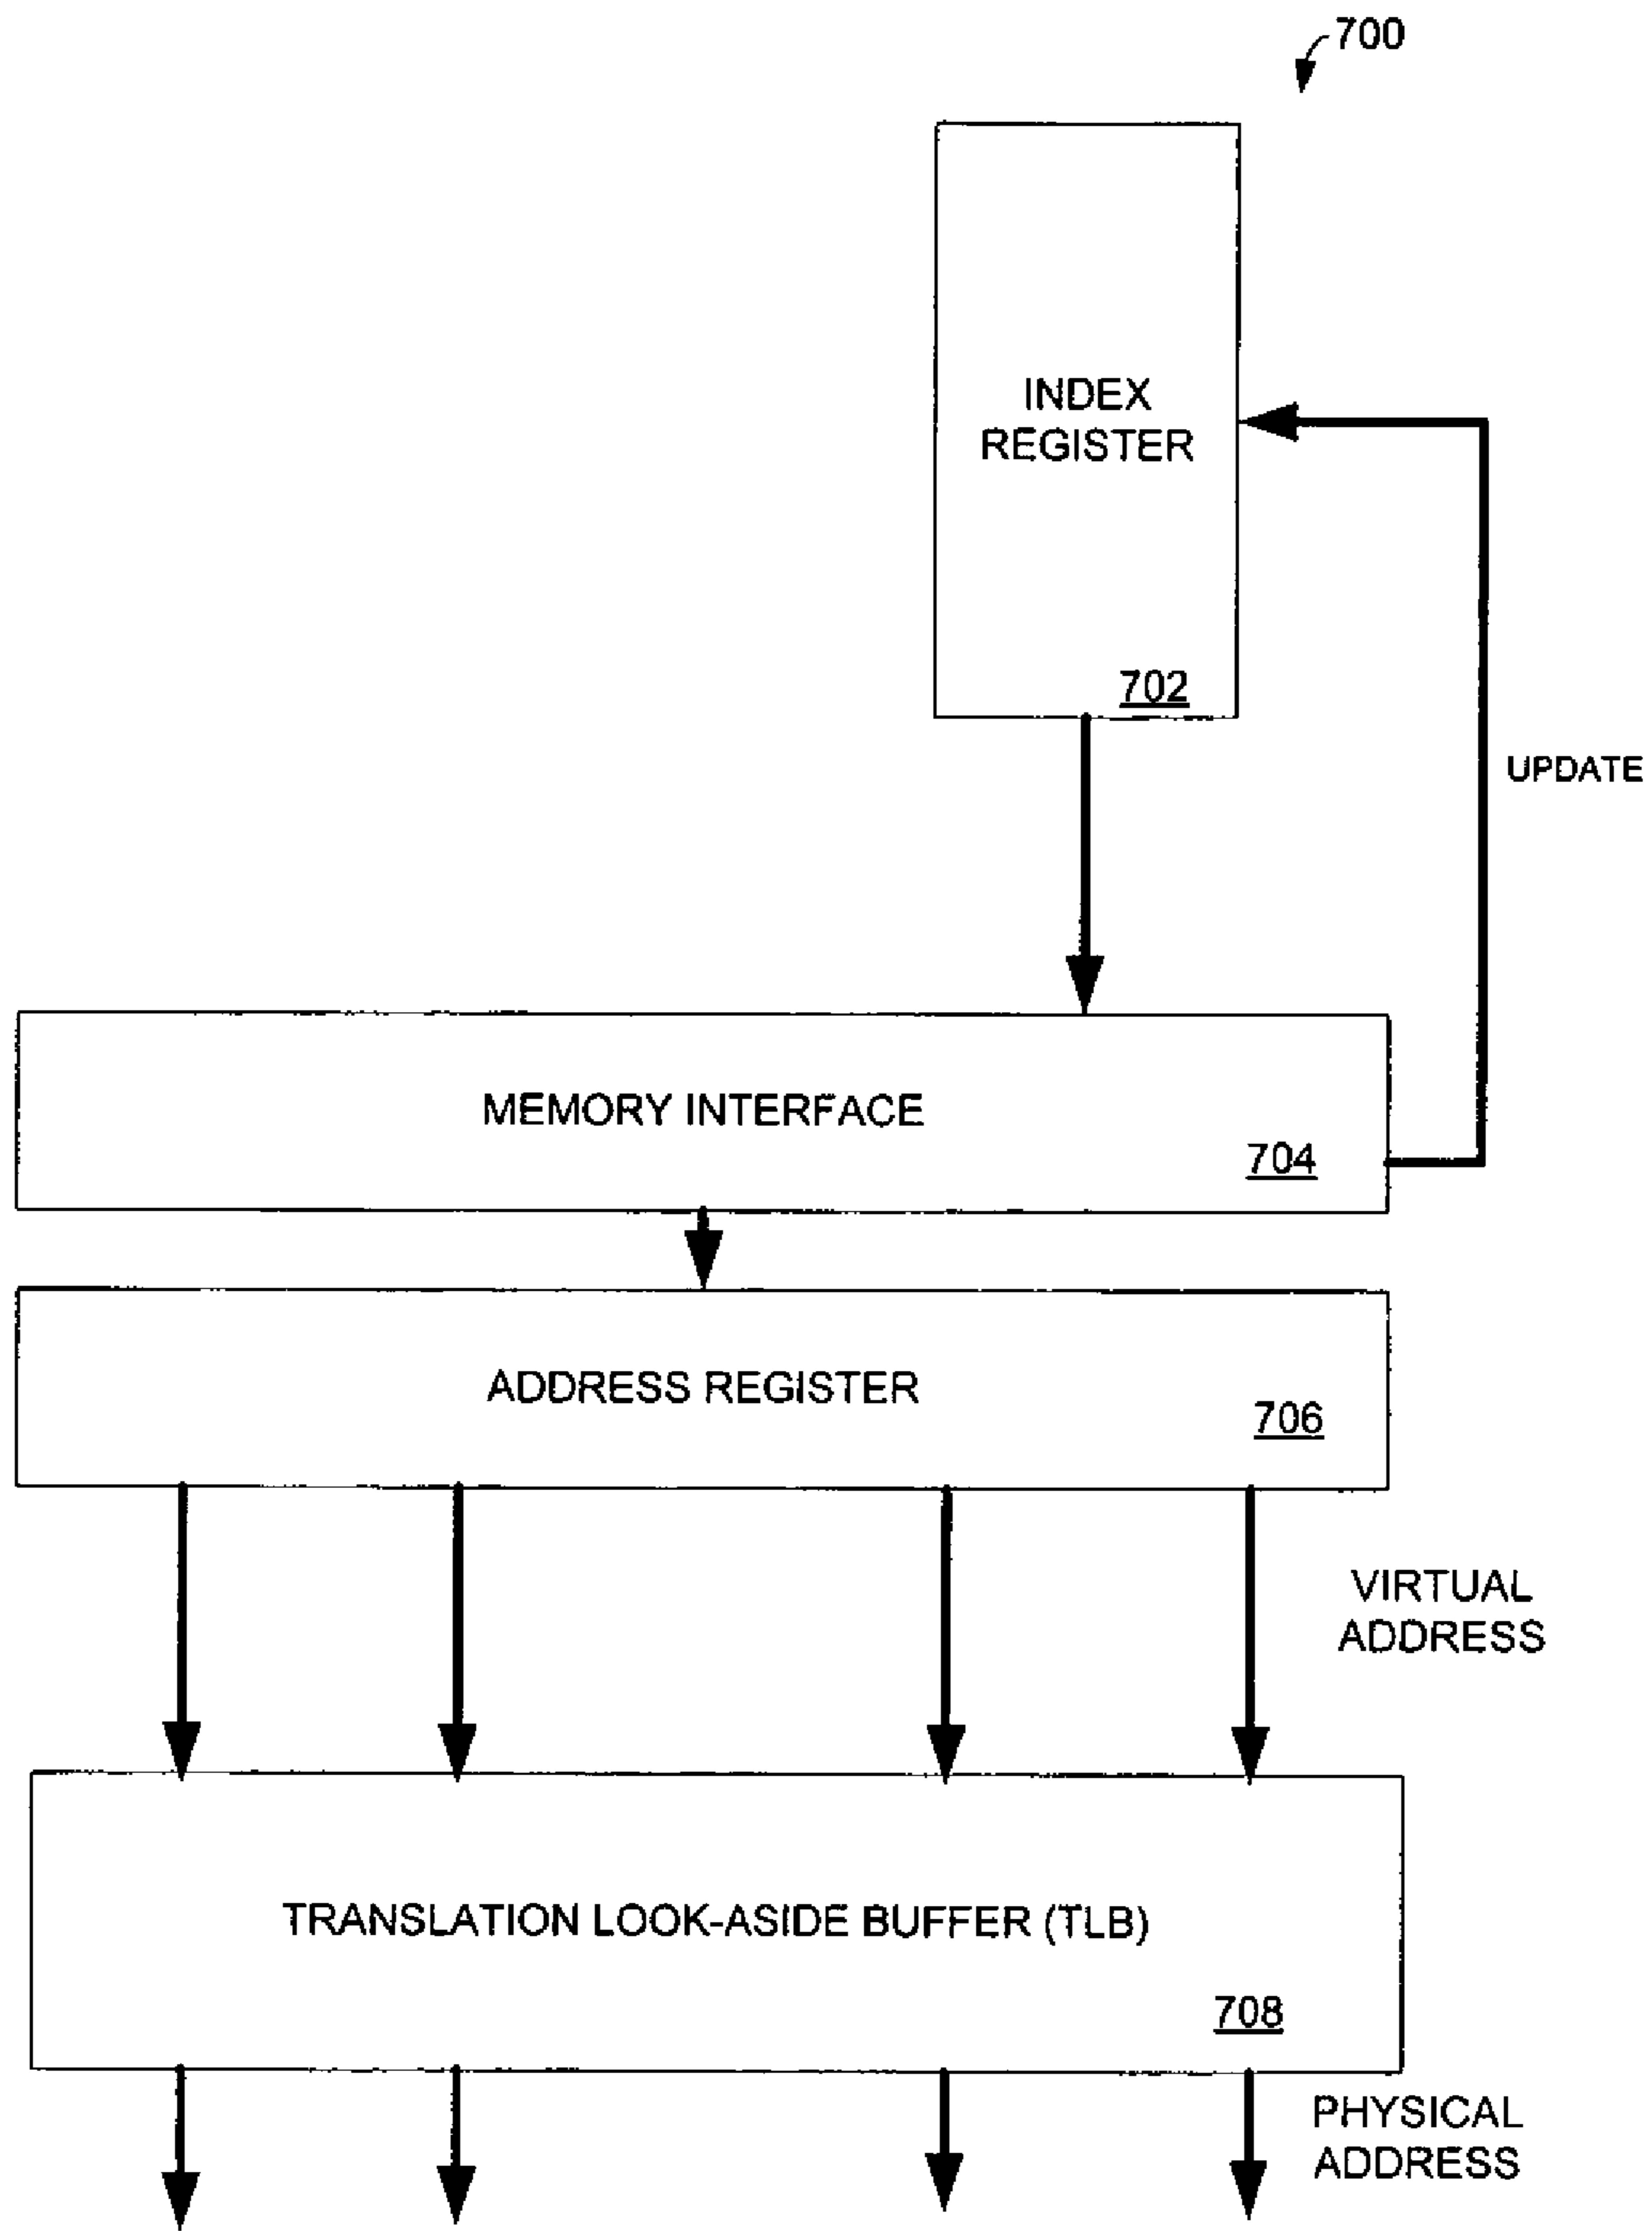 700
INDEX
REGISTER
702
UPDATE
MEMORY INTERFACE
704
ADDRESS REGISTER
706
VIRTUAL
ADDRESS
TRANSLATION LOOK-ASIDE BUFFER (TLB)
708
PHYSICAL
ADDRESS